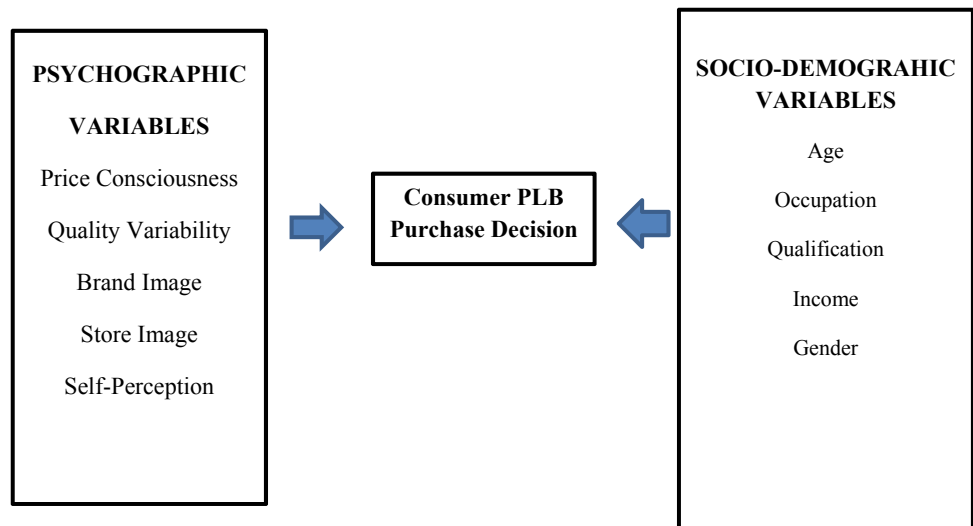 PSYCHOGRAPHIC
VARIABLES
Price Consciousness
Quality Variability
Brand Image
Store Image
Self-Perception
Consumer PLB
Purchase Decision
SOCIO-DEMOGRAHIC
VARIABLES
Age
Occupation
Qualification
Income
Gender